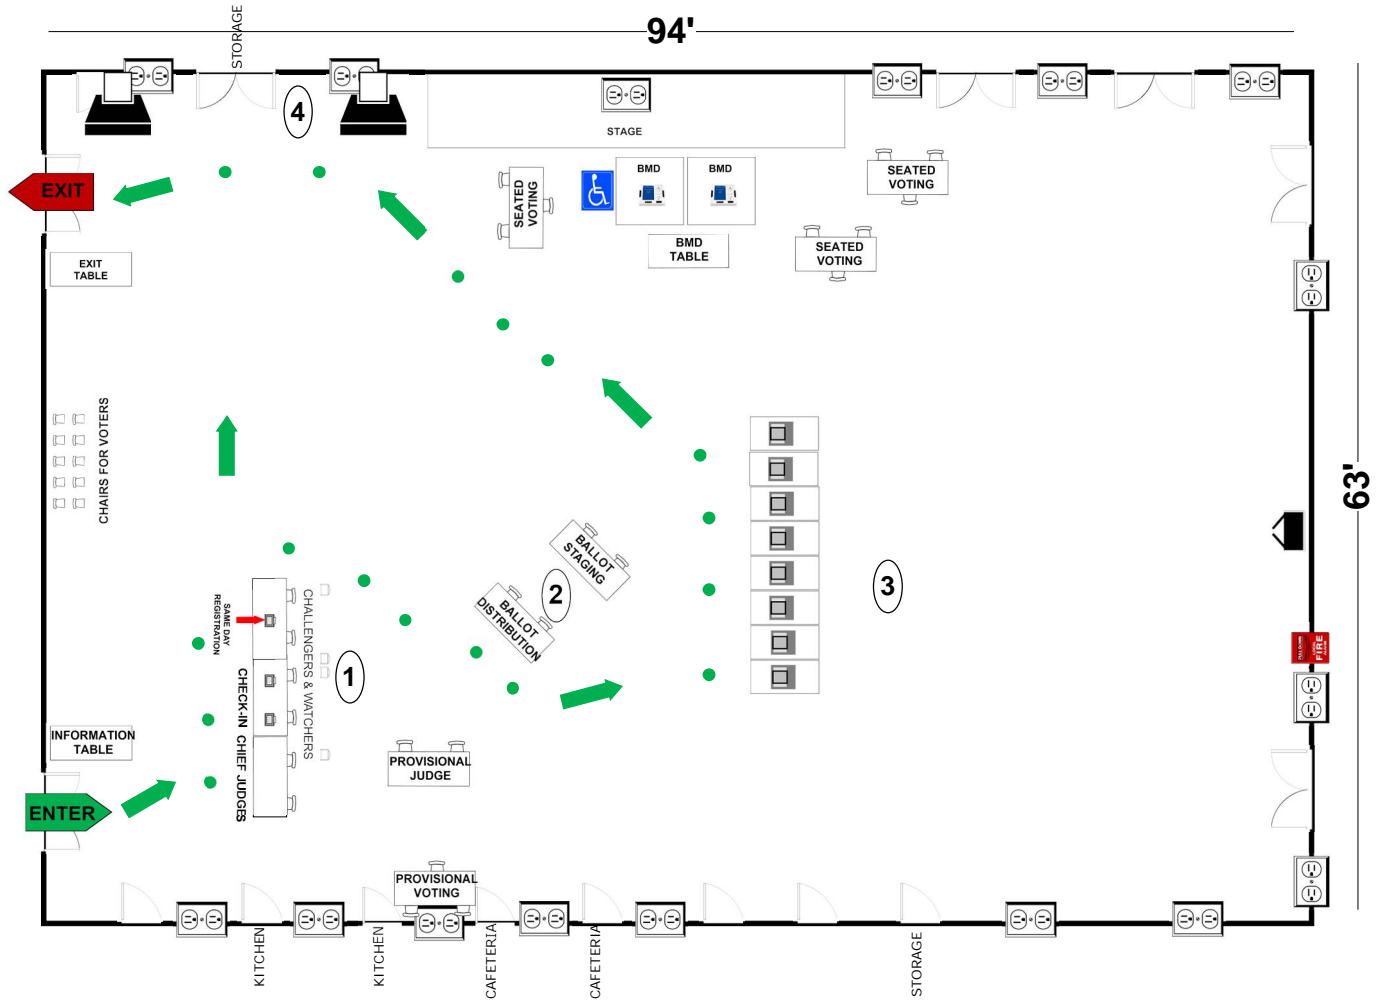 94'
STORAGE
4
STAGE
EXIT
BMD
BMD
SEATED
VOTING
SEATED
VOTING
BMD
TABLE
SEATED
VOTING
EXIT
TABLE
CHAIRS FOR VOTERS
63'
BALLOT
STAGING
2
BALLOT
DISTRIBUTION
3
SAME DAY
REGISTRATION
CHALLENGERS & WATCHERS
1
CHECK-IN
CHIEF JUDGES
FIRE
PULL DOWN
INFORMATION
TABLE
PROVISIONAL
JUDGE
ENTER
PROVISIONAL
VOTING
KITCHEN
KITCHEN
CAFETERIA
CAFETERIA
STORAGE